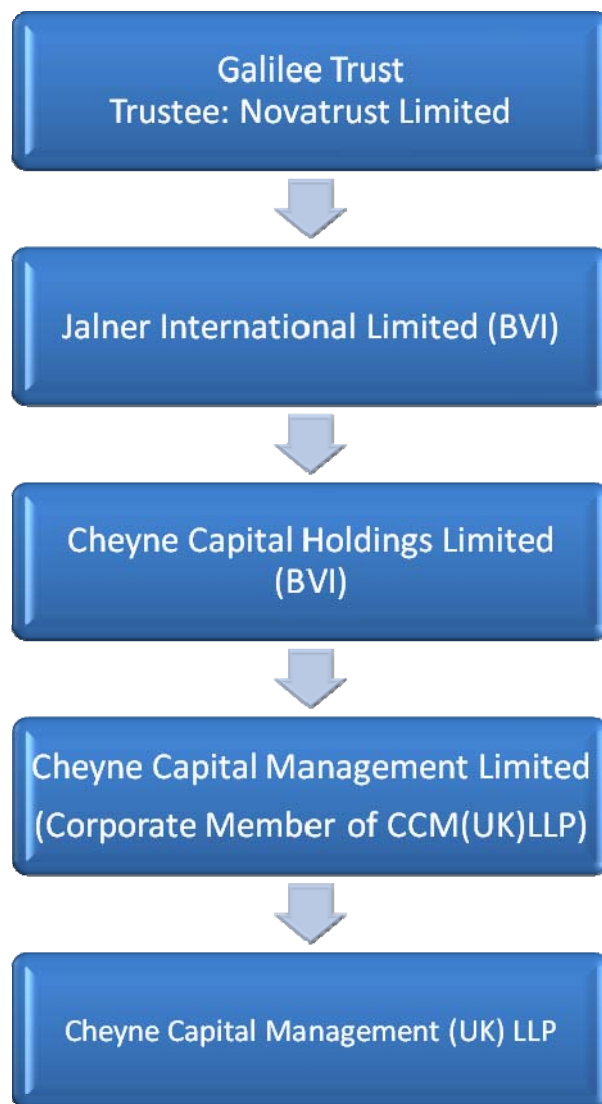 Galilee Trust
Trustee: Novatrust Limited
Jalner International Limited (BVI)
Cheyne Capital Holdings Limited
(BVI)
Cheyne Capital Management Limited
(Corporate Member of CCM(UK)LLP)
Cheyne Capital Management (UK) LLP